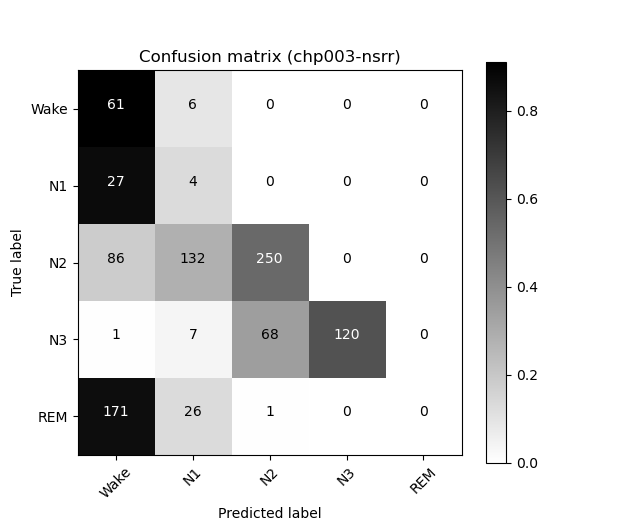 Confusion matrix (chp003-nsrr)
Wake 61 6 0 0 0
N1 27 4 0 0 0
N2 86 132 250 0 0
N3 1 7 68 120 0
REM 171 26 1 0 0
Wake N1 N2 N3 REM
True label
Predicted label
0.8
0.6
0.4
0.2
0.0